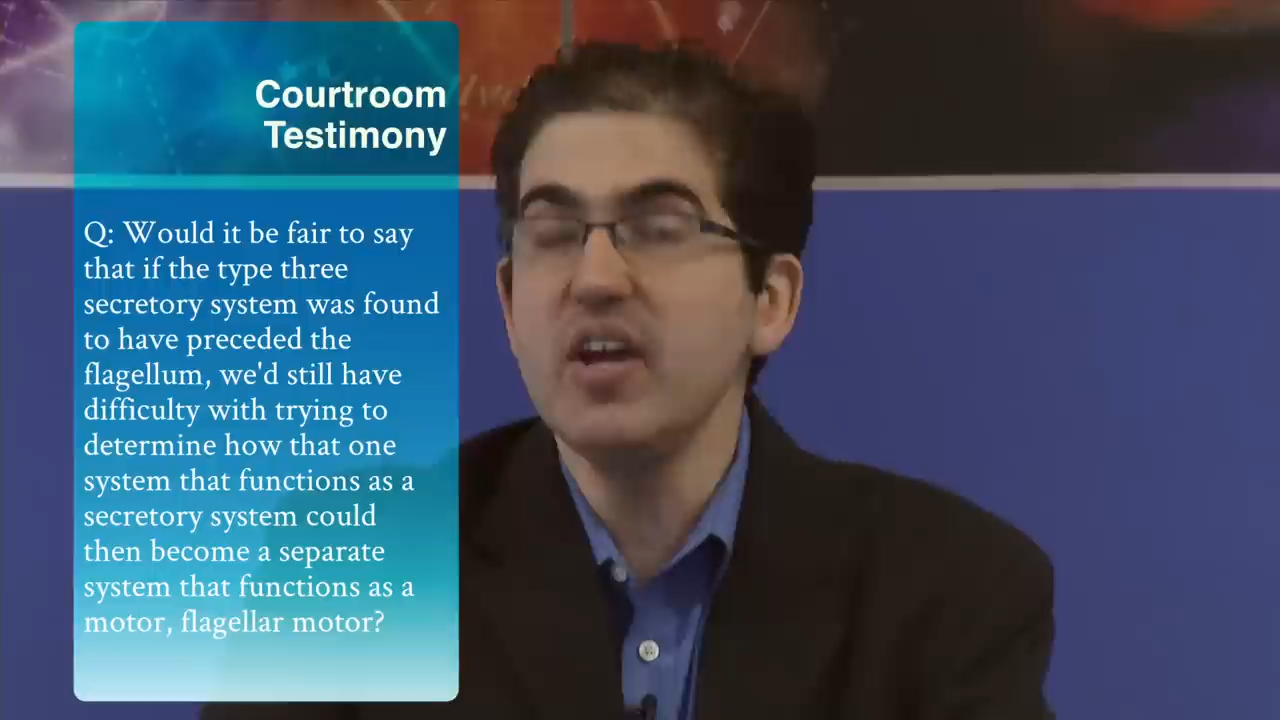 Courtroom
Testimony
Q: Would it be fair to say
that if the type three
secretory system was found
to have preceded the
flagellum, we'd still have
difficulty with trying to
determine how that one
system that functions as a
secretory system could
then become a separate
system that functions as a
motor, flagellar motor?